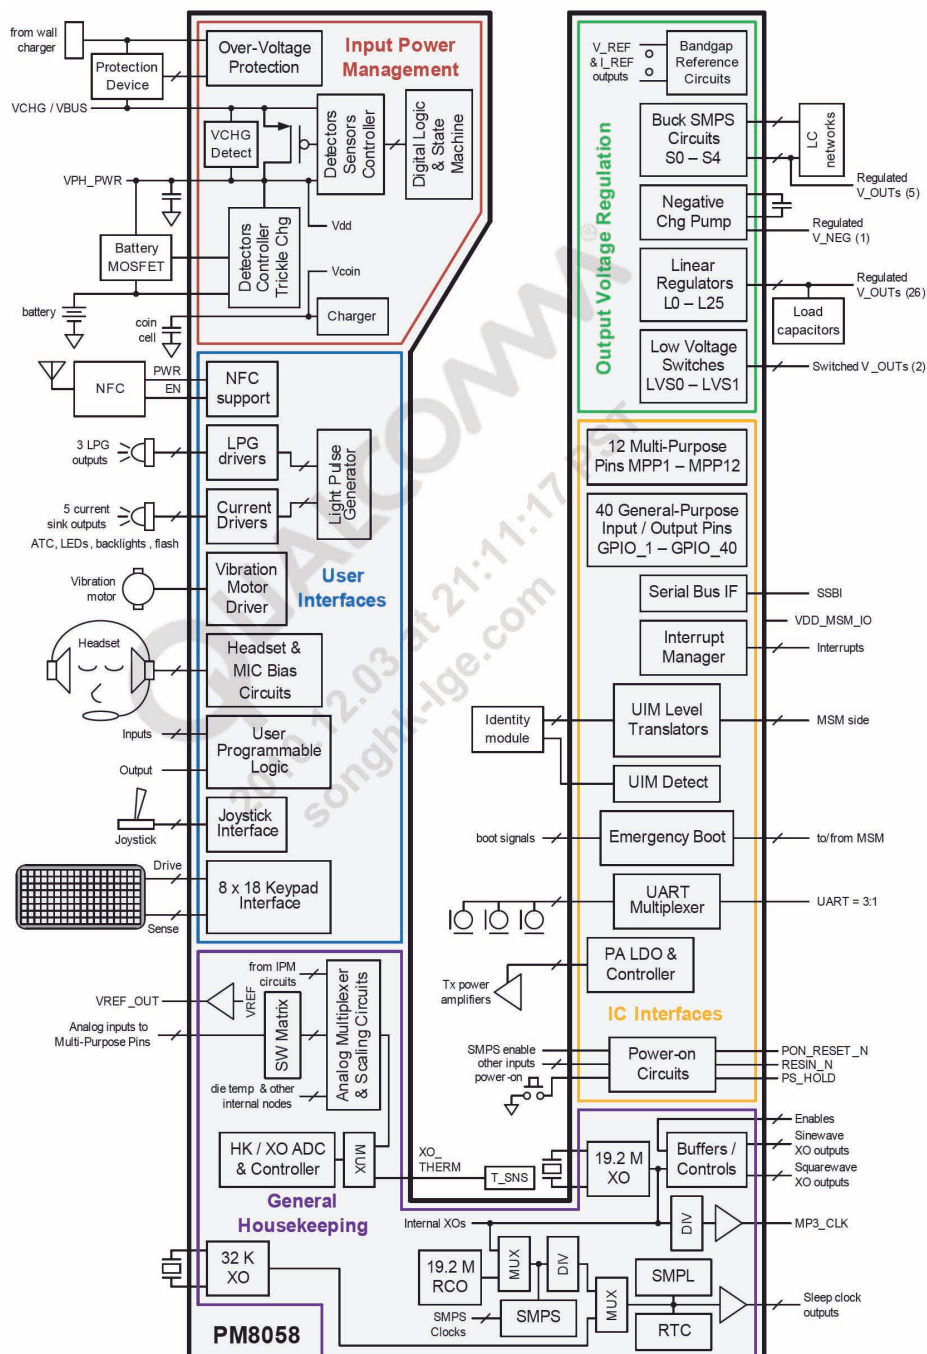 from wall
charger
Over-Voltage
Protection
Input Power
Management
Protection
Device
VCHG / VBUS
VCHG
Detect
Detectors
Sensors
Controller
Digital Logic
& State
Machine
VPH_PWR
Battery
MOSFET
Detectors
Controller
Trickle Chg
Vdd
Vcoin
battery
coin
cell
Charger
V_REF
& I_REF
outputs
Bandgap
Reference
Circuits
Output Voltage Regulation
Buck SMPS
Circuits
S0 – S4
LC
networks
Regulated
V_OUTs (5)
Negative
Chg Pump
Regulated
V_NEG (1)
Linear
Regulators
L0 – L25
Regulated
V_OUTs (26)
Load
capacitors
Low Voltage
Switches
LVS0 – LVS1
Switched V_OUTs (2)
NFC
PWR
EN
NFC
support
3 LPG
outputs
LPG
drivers
Light Pulse
Generator
5 current
sink outputs
Current
Drivers
ATC, LEDs, backlights, flash
Vibration
motor
Vibration
Motor
Driver
User
Interfaces
Headset
Headset &
MIC Bias
Circuits
Inputs
User
Programmable
Logic
Output
Joystick
Joystick
Interface
Drive
8 x 18 Keypad
Interface
Sense
12 Multi-Purpose
Pins MPP1 – MPP12
40 General-Purpose
Input / Output Pins
GPIO_1 – GPIO_40
Serial Bus IF
SSBI
VDD_MSM_IO
Interrupt
Manager
Interrupts
Identity
module
UIM Level
Translators
MSM side
UIM Detect
boot signals
Emergency Boot
to/from MSM
UART
Multiplexer
UART = 3:1
PA LDO &
Controller
Tx power
amplifiers
IC Interfaces
SMPS enable
other inputs
power-on
Power-on
Circuits
PON_RESET_N
RESIN_N
PS_HOLD
from IPM
circuits
VREF_OUT
VREF
Analog inputs to
Multi-Purpose Pins
SW Matrix
Analog Multiplexer
& Scaling Circuits
die temp & other
internal nodes
HK / XO ADC
& Controller
MUX
XO_
THERM
T_SNS
General
Housekeeping
19.2 M
XO
Buffers /
Controls
Enables
Sinewave
XO outputs
Squarewave
XO outputs
Internal XOs
DIV
MP3_CLK
32 K
XO
19.2 M
RCO
MUX
DIV
SMPS
Clocks
SMPS
MUX
SMPL
RTC
Sleep clock
outputs
PM8058
QUALCOMM®
2010.12.03 at 21:11:17 PST
songhk-lge.com